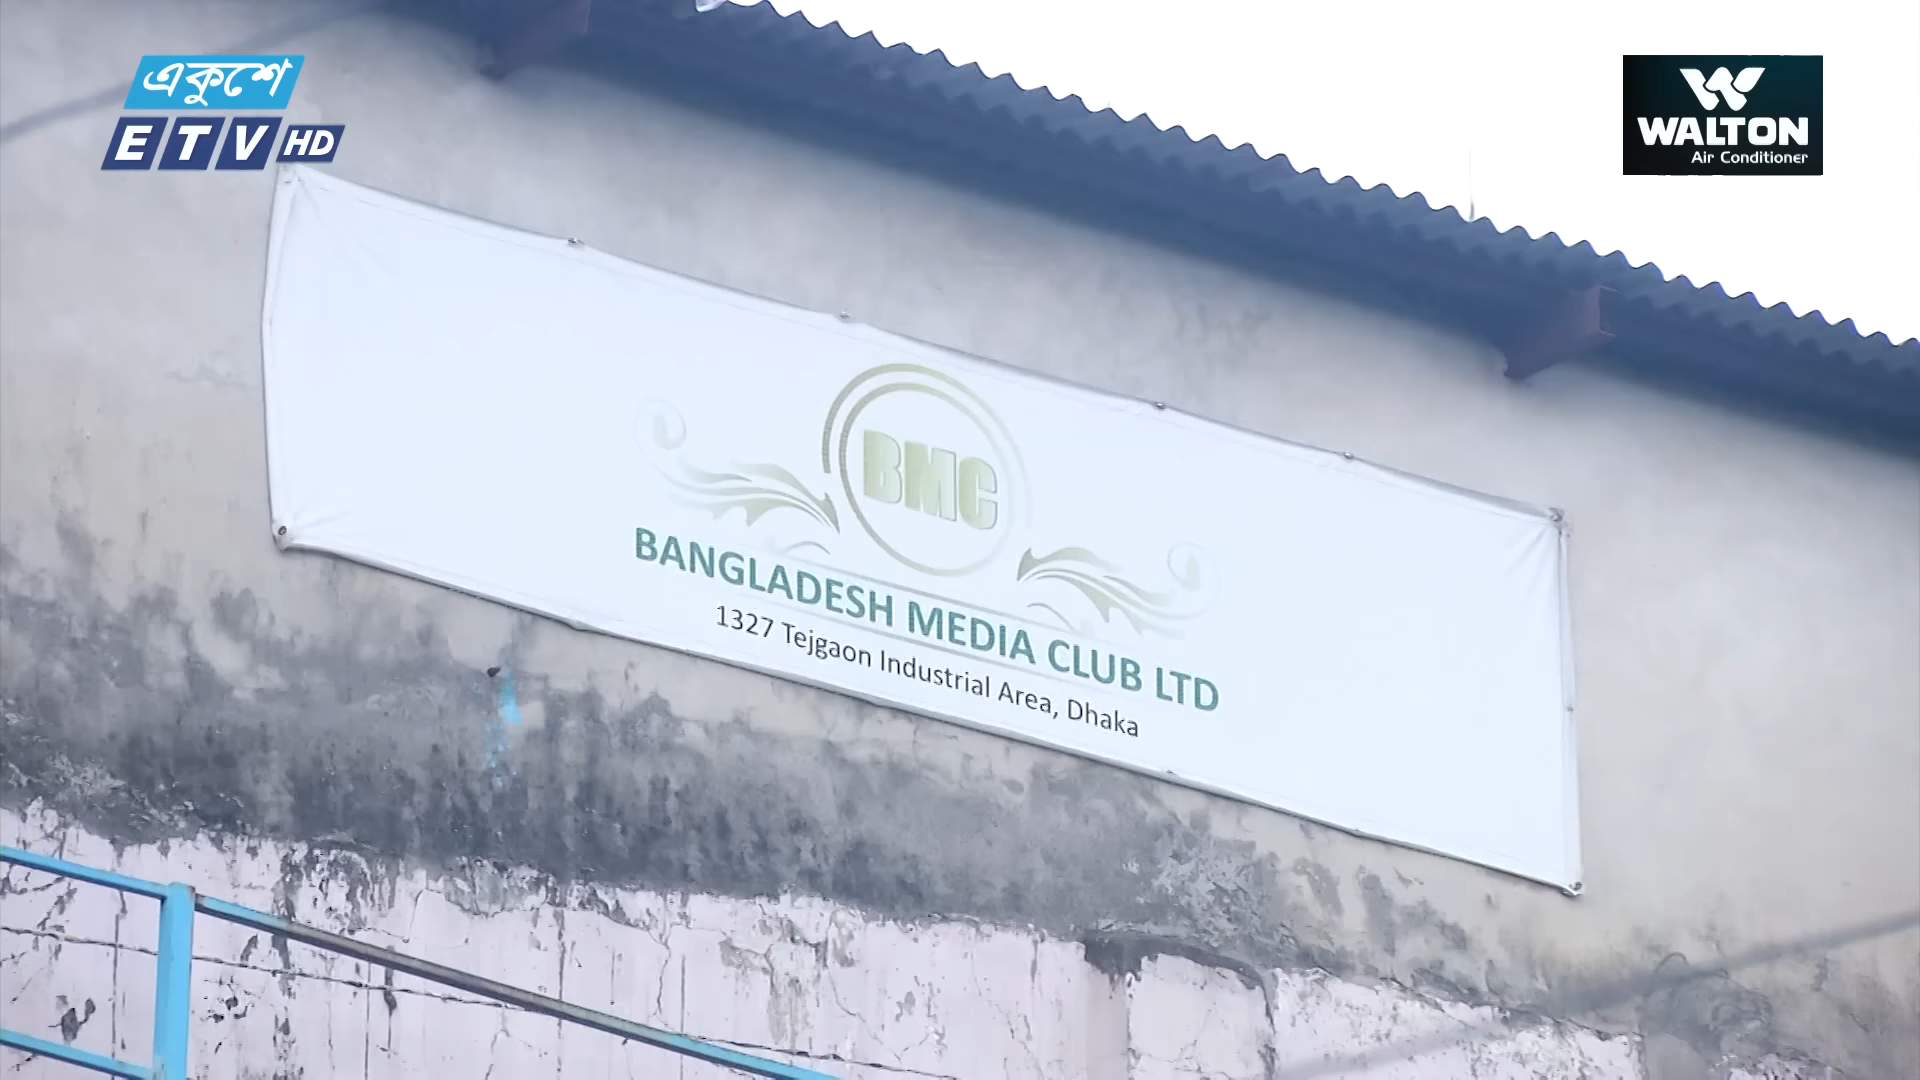 একুশে
ETV HD
WALTON
Air Conditioner
BMC
BANGLADESH MEDIA CLUB LTD
1327 Tejgaon Industrial Area, Dhaka